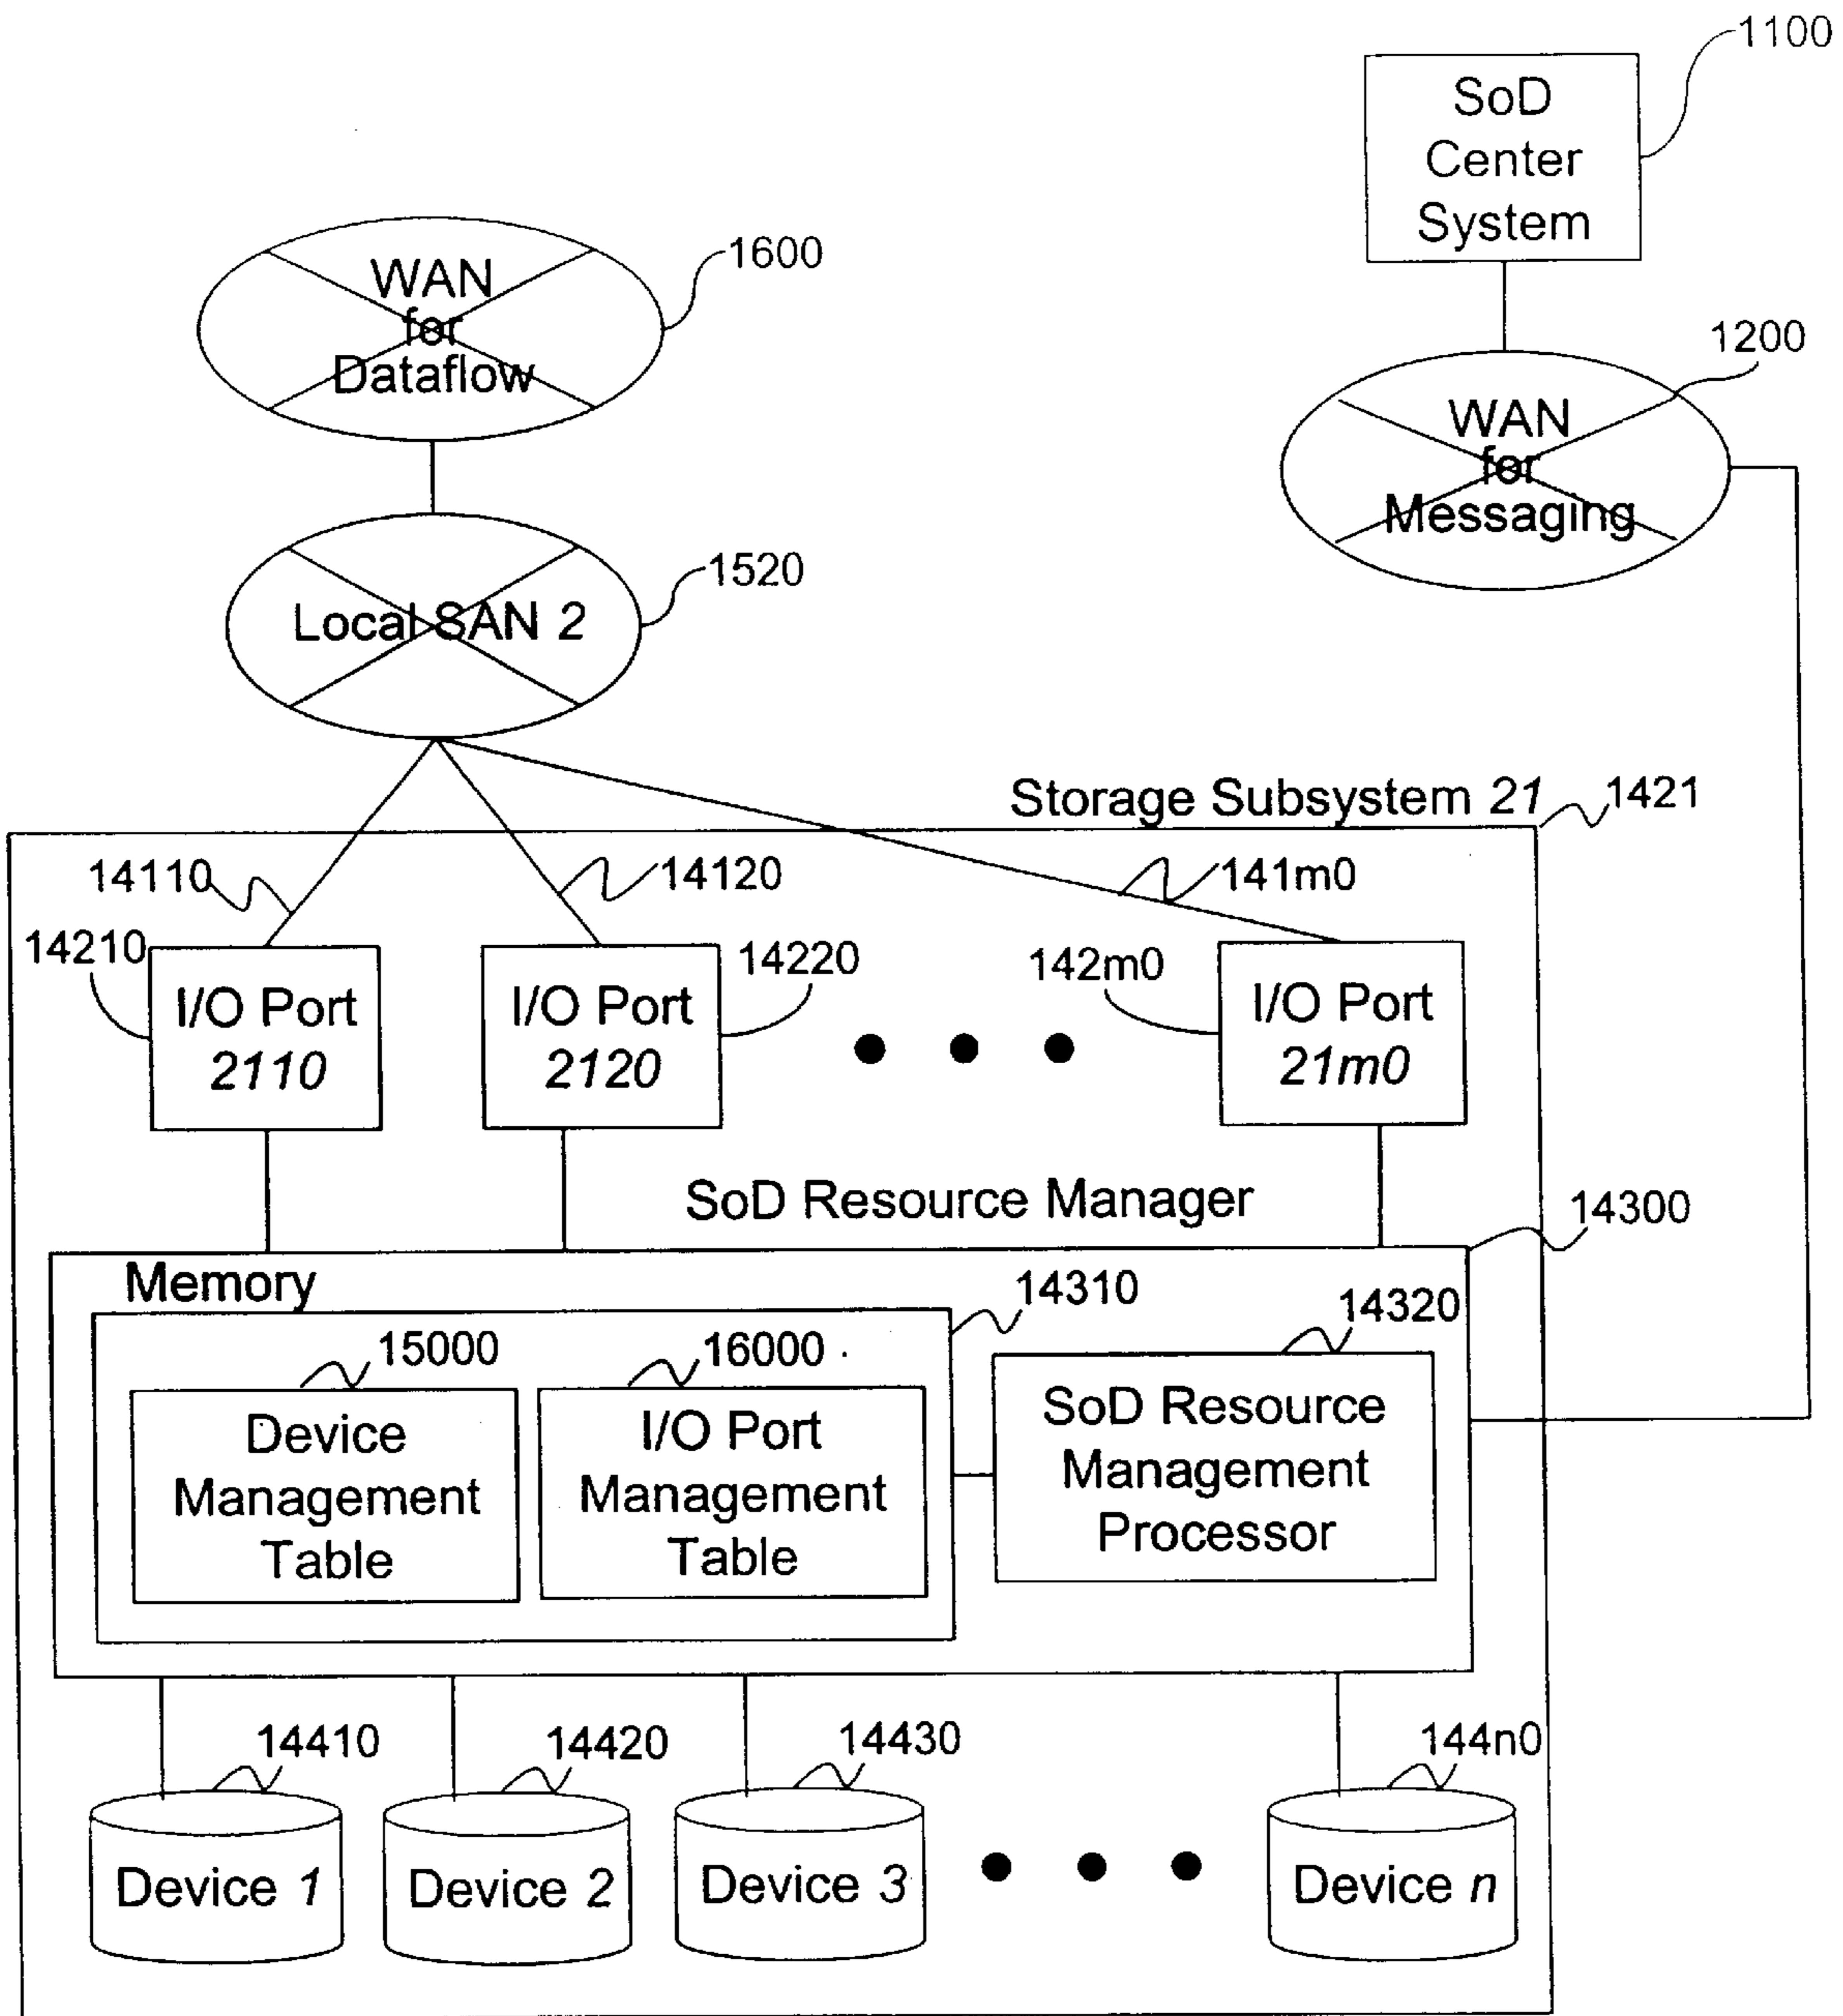 1100
SoD
Center
System
1600
WAN
for
Dataflow
1200
WAN
for
Messaging
1520
Local SAN 2
Storage Subsystem 21
1421
14110
14120
141m0
14210
I/O Port
2110
14220
I/O Port
2120
142m0
I/O Port
21m0
SoD Resource Manager
14300
Memory
14310
14320
15000
16000
Device
Management
Table
I/O Port
Management
Table
SoD Resource
Management
Processor
14410
14420
14430
144n0
Device 1
Device 2
Device 3
Device n